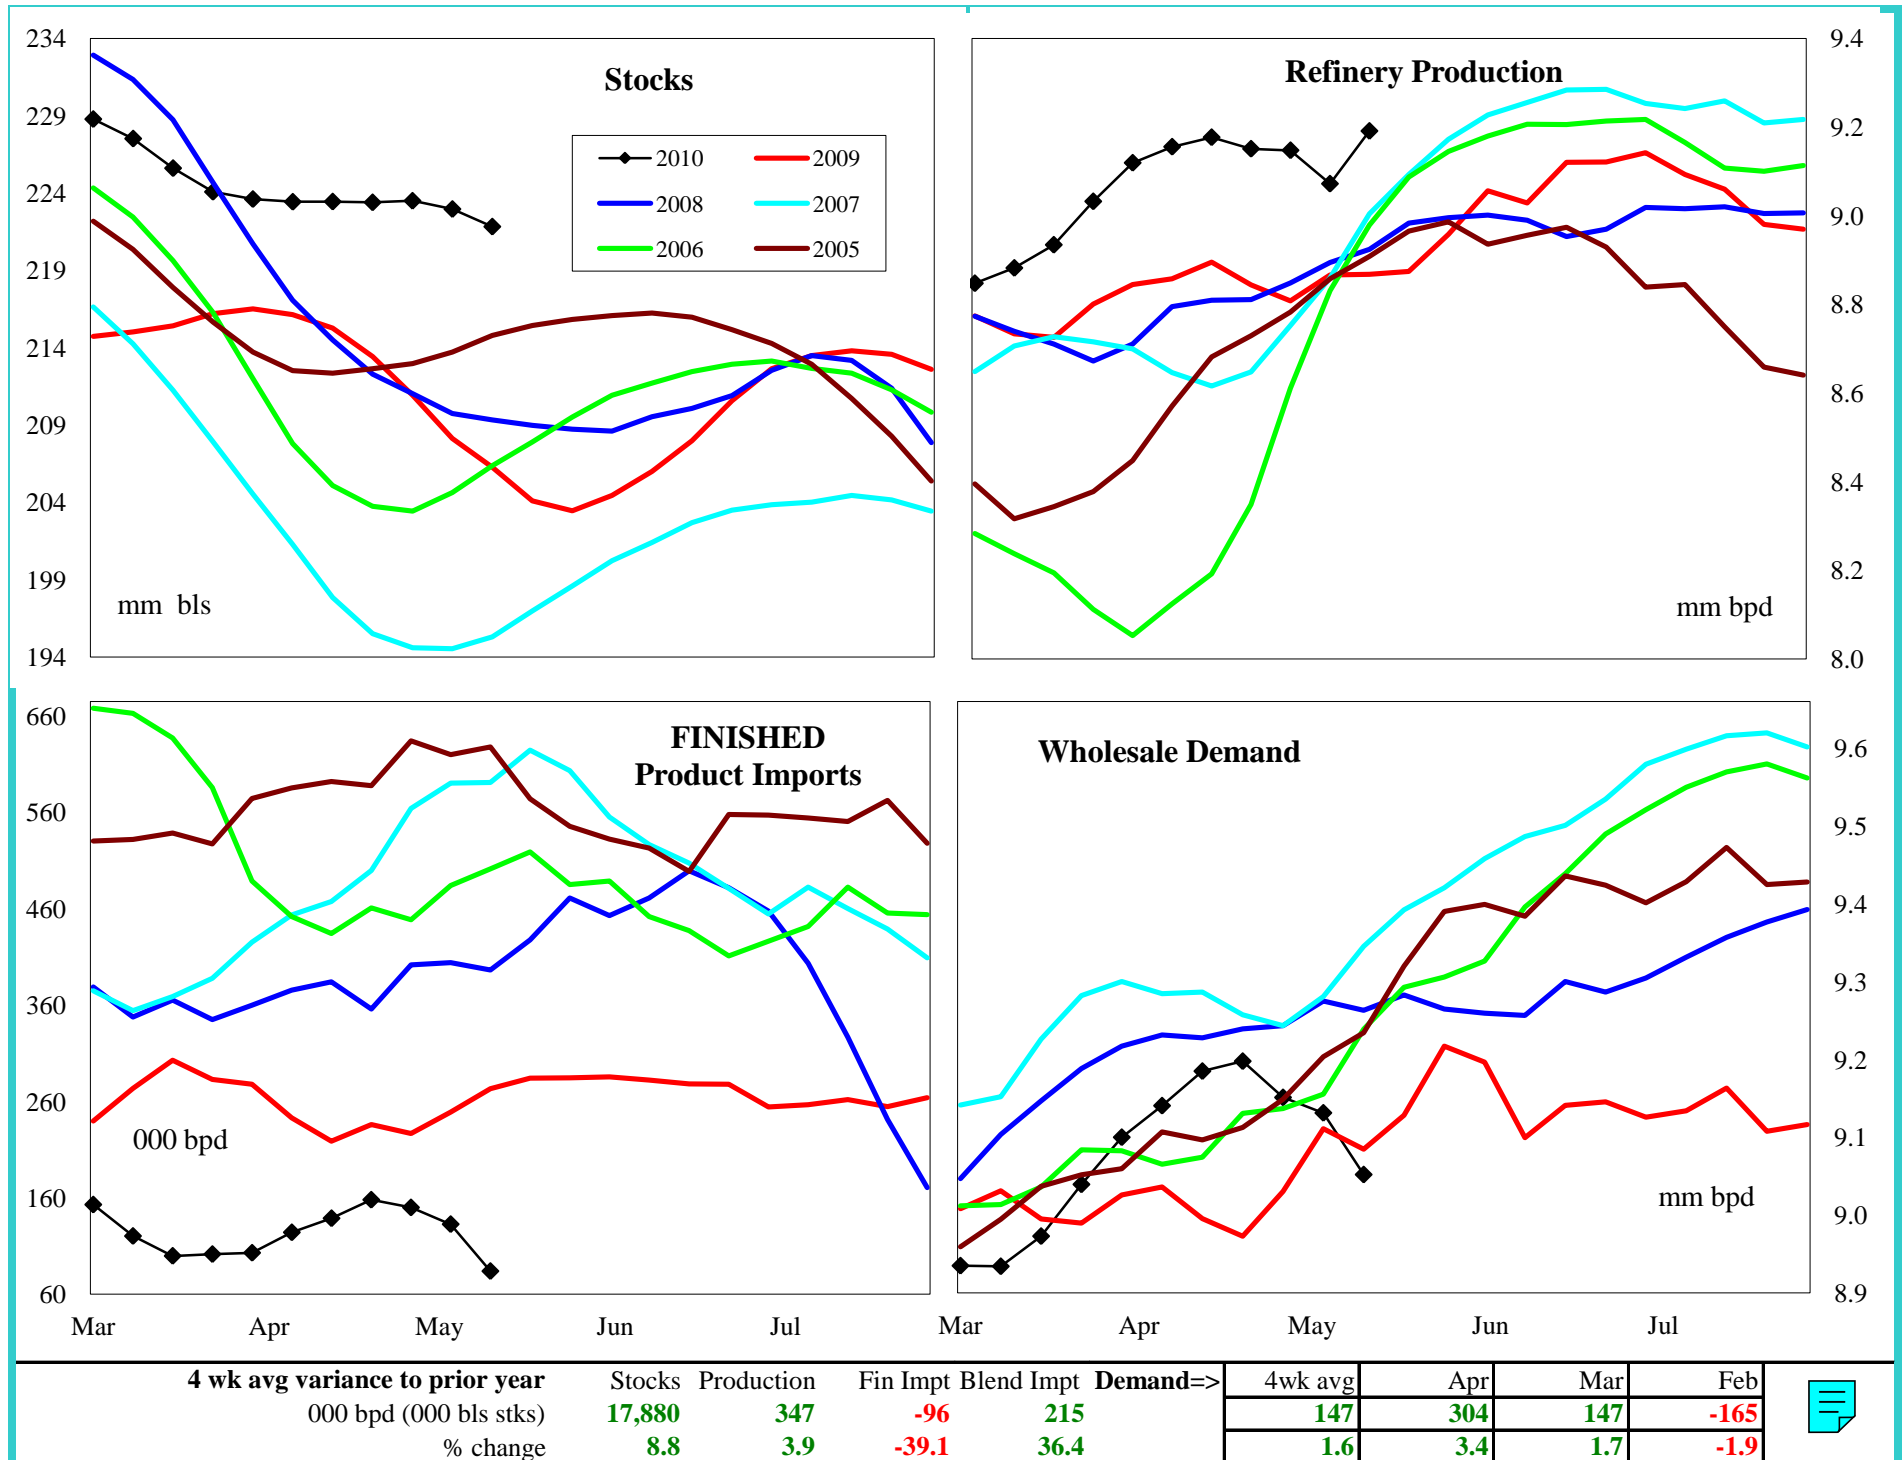 Stocks
234
229
224
219
214
209
204
199
194
2010 2009
2008 2007
2006 2005
mm bls
Refinery Production
9.4
9.2
9.0
8.8
8.6
8.4
8.2
8.0
mm bpd
FINISHED
Product Imports
660
560
460
360
260
160
60
000 bpd
Mar Apr May Jun Jul
Wholesale Demand
9.6
9.5
9.4
9.3
9.2
9.1
9.0
8.9
mm bpd
Mar Apr May Jun Jul
4 wk avg variance to prior year Stocks Production Fin Impt Blend Impt Demand=> 4wk avg Apr Mar Feb
000 bpd (000 bls stks) 17,880 347 -96 215 147 304 147 -165
% change 8.8 3.9 -39.1 36.4 1.6 3.4 1.7 -1.9